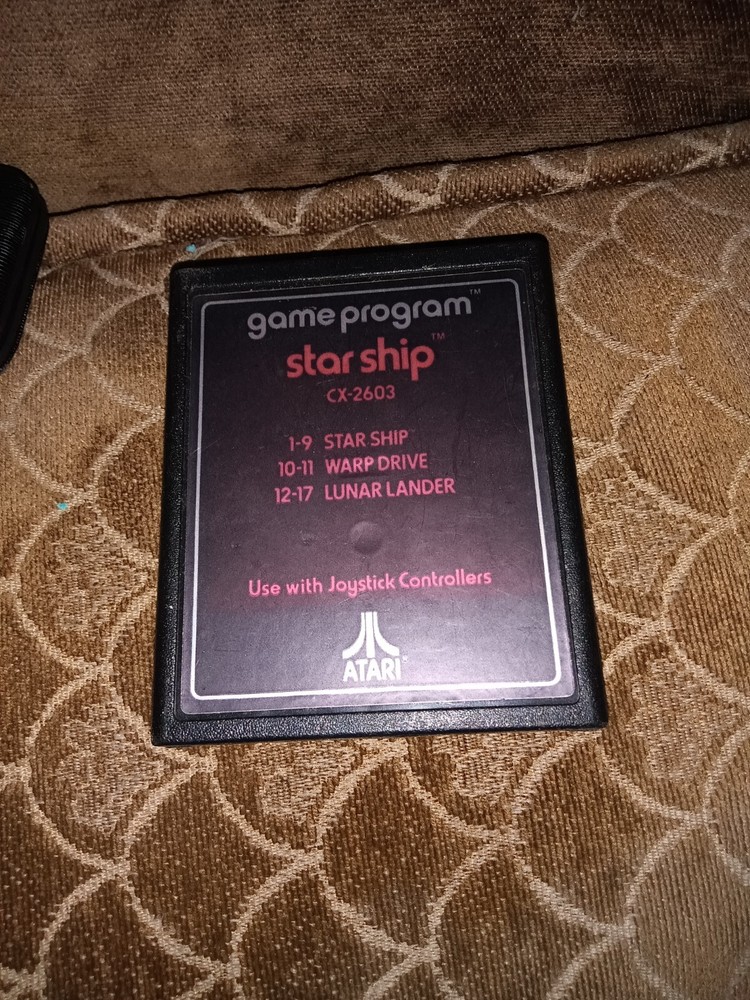 game program™
star ship™
CX-2603
1-9 STAR SHIP
10-11 WARP DRIVE
12-17 LUNAR LANDER
Use with Joystick Controllers
ATARI®